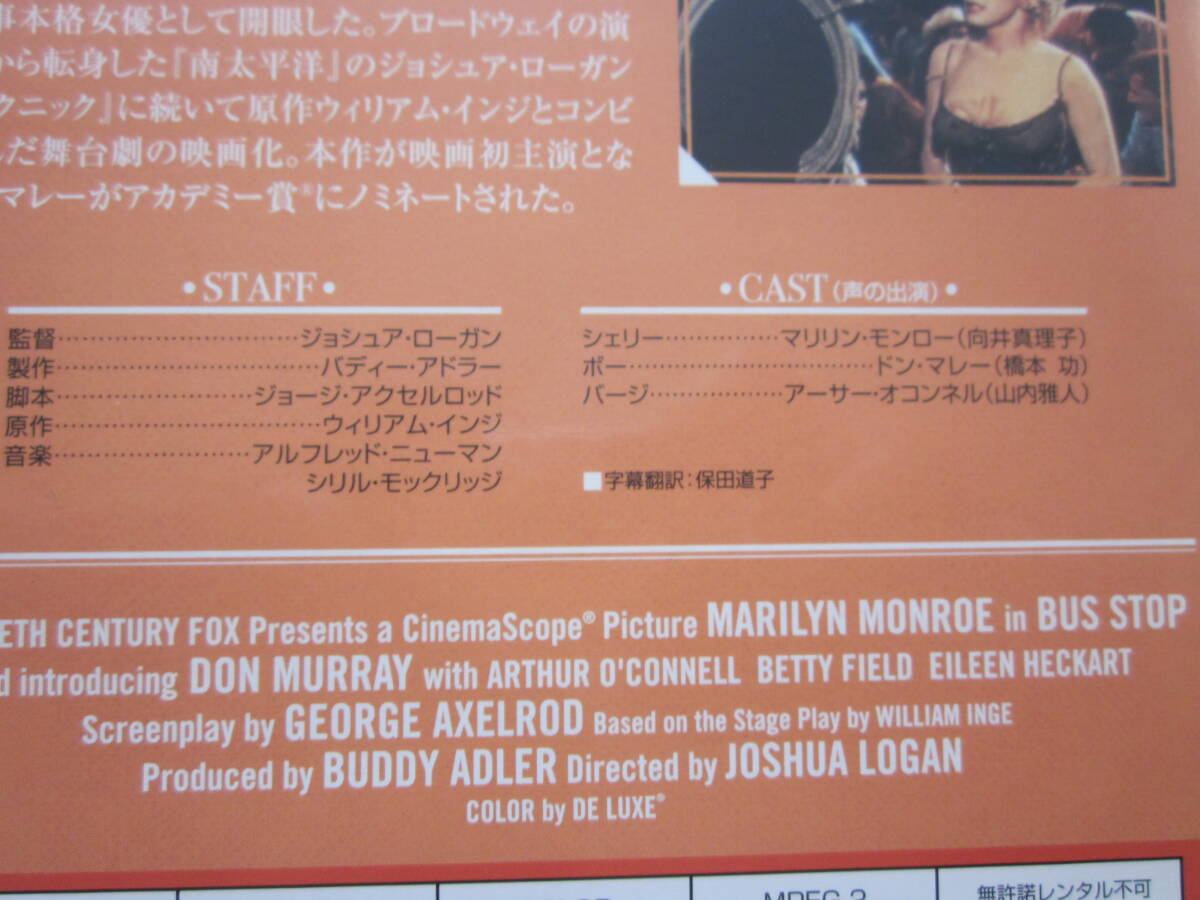 事本格女優として開眼した。ブロードウェイの演
から転身した『南太平洋』のジョシュア・ローガン
クニック』に続いて原作ウィリアム・インジとコンビ
だ舞台劇の映画化。本作が映画初主演とな
マレーがアカデミー賞®にノミネートされた。
・STAFF・
監督……………………………ジョシュア・ローガン
製作……………………………バディー・アドラー
脚本……………………ジョージ・アクセルロッド
原作……………………………ウィリアム・インジ
音楽……………………アルフレッド・ニューマン
シリル・モックリッジ
・CAST(声の出演)・
シェリー……………マリリン・モンロー(向井真理子)
ボー……………………………ドン・マレー(橋本 功)
バージ………………アーサー・オコンネル(山内雅人)
■字幕翻訳:保田道子
ETH CENTURY FOX Presents a CinemaScope® Picture MARILYN MONROE in BUS STOP
d introducing DON MURRAY with ARTHUR O'CONNELL BETTY FIELD EILEEN HECKART
Screenplay by GEORGE AXELROD Based on the Stage Play by WILLIAM INGE
Produced by BUDDY ADLER Directed by JOSHUA LOGAN
COLOR by DE LUXE®
MPEG-2
無許諾レンタル不可